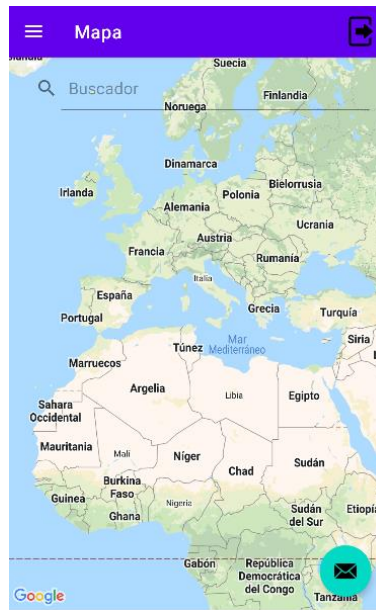 Mapa
Suecia
Buscador
Noruega
Finlandia
Dinamarca
Irlanda
Bielorrusia
Polonia
Alemania
Ucrania
Austria
Francia
Rumanía
Italia
España
Grecia
Turquía
Portugal
Mar
Mediterráneo
Siria
Túnez
Marruecos
Argelia
Libia
Egipto
Sahara
Occidental
Mauritania
Malí
Níger
Chad
Sudán
Burkina
Faso
Guinea
Nigeria
Ghana
Sudán
del Sur
Etiopí
Gabón
República
Democrática
del Congo
Google
Tanzania